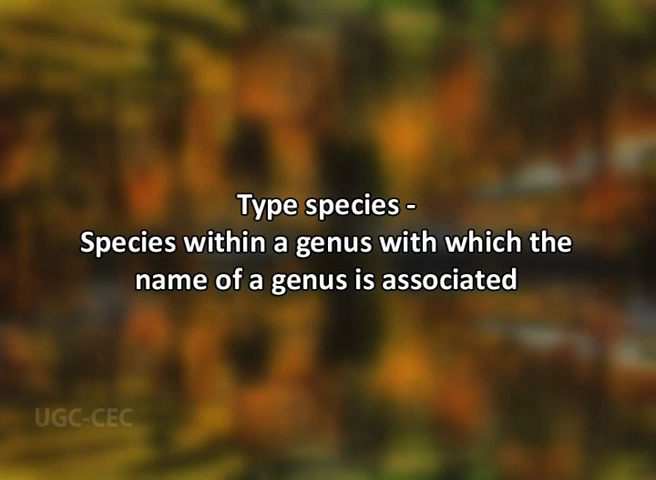 Type species -
Species within a genus with which the
name of a genus is associated
UGC-CEC